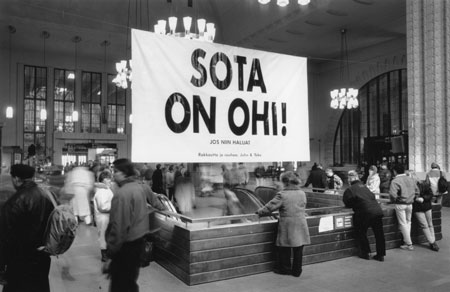 SOTA
ON OHI!
JOS NIIN HALUAT
Rakkautta ja rauhaa: John & Yoko